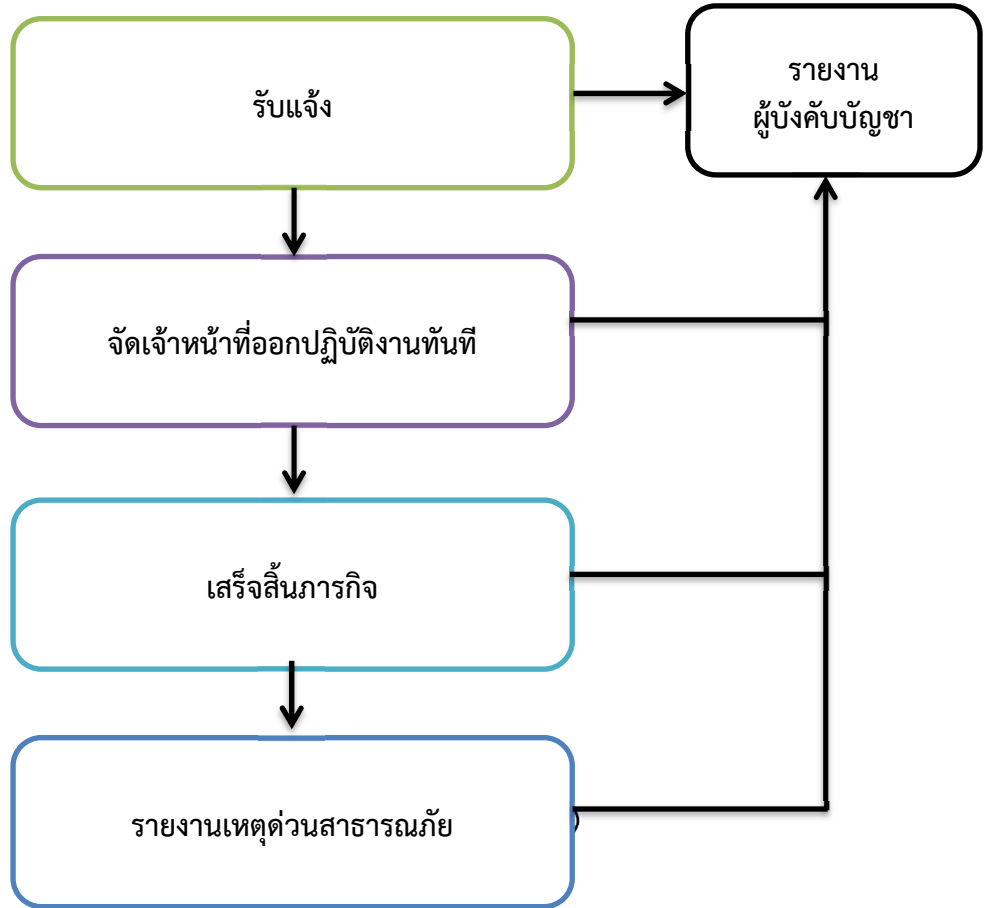 รับแจ้ง
รายงาน
ผู้บังคับบัญชา
จัดเจ้าหน้าที่ออกปฏิบัติงานทันที
เสร็จสิ้นภารกิจ
รายงานเหตุด่วนสาธารณภัย
)